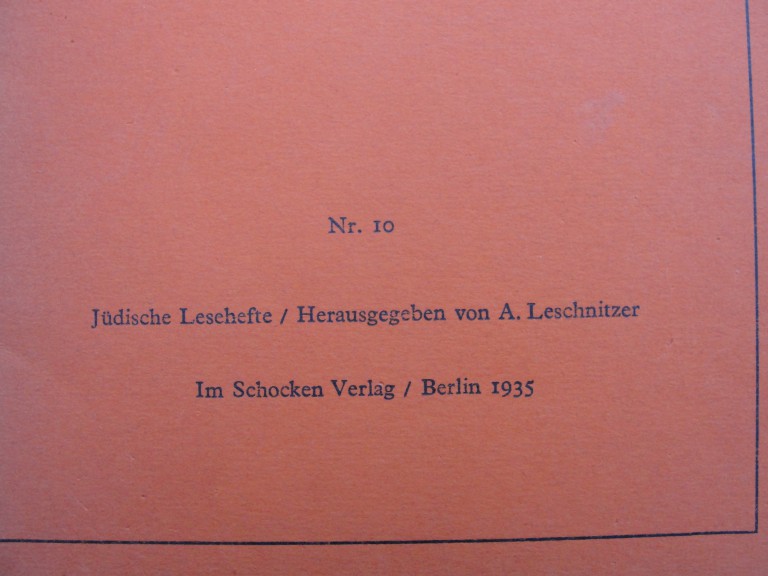 Nr. 10
Jüdische Lesehefte / Herausgegeben von A. Leschnitzer
Im Schocken Verlag / Berlin 1935